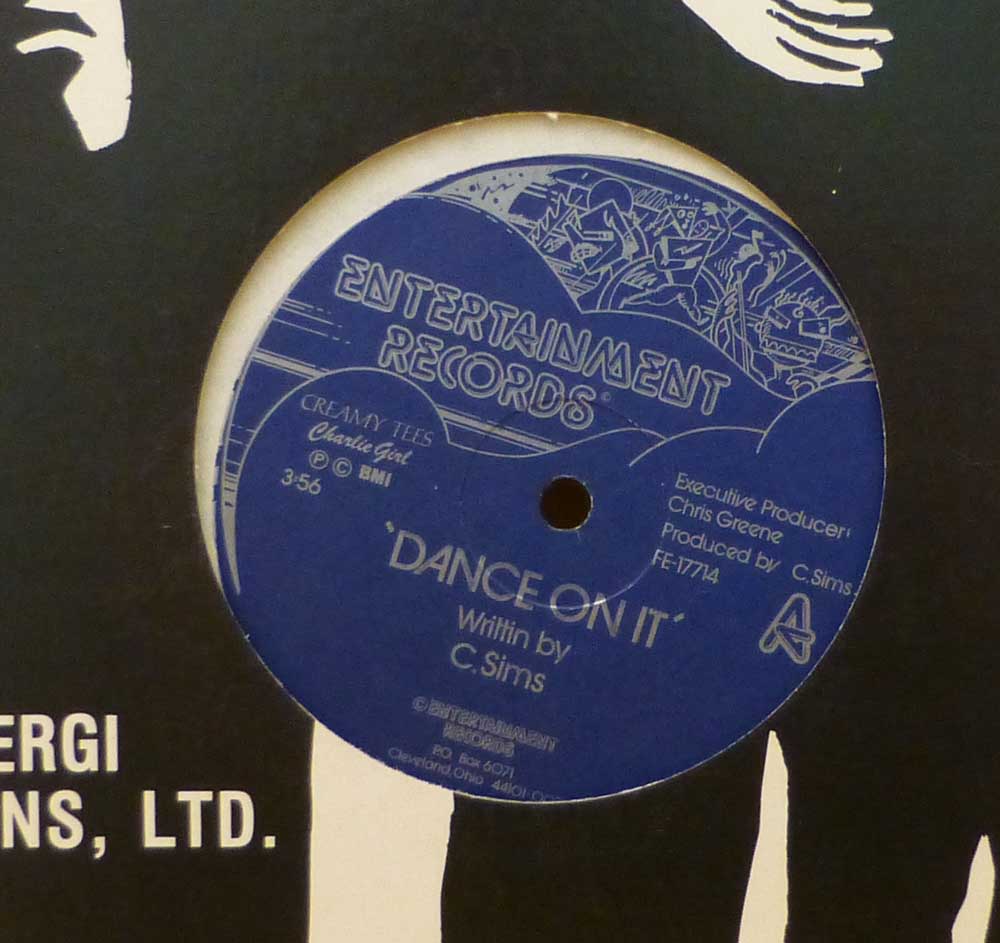 ENTERTAINMENT
RECORDS©
CREAMY TEES
Charlie Girl
Ⓟ © BMI
3:56
Executive Producer:
Chris Greene
Produced by C.Sims
FE-17714
A
'DANCE ON IT'
Writtin by
C.Sims
© ENTERTAINMENT
RECORDS
P.O. Box 6071
Cleveland, Ohio 44101
ERGI
NS, LTD.